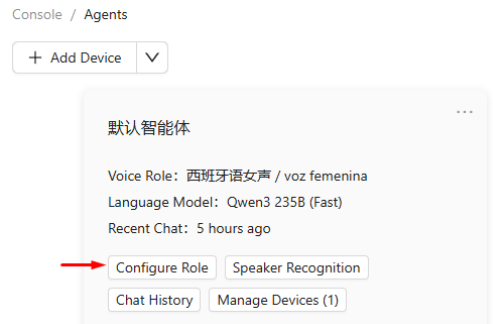 Console / Agents
+ Add Device
...
默认智能体
Voice Role：西班牙语女声 / voz femenina
Language Model：Qwen3 235B (Fast)
Recent Chat：5 hours ago
Configure Role Speaker Recognition
Chat History Manage Devices (1)